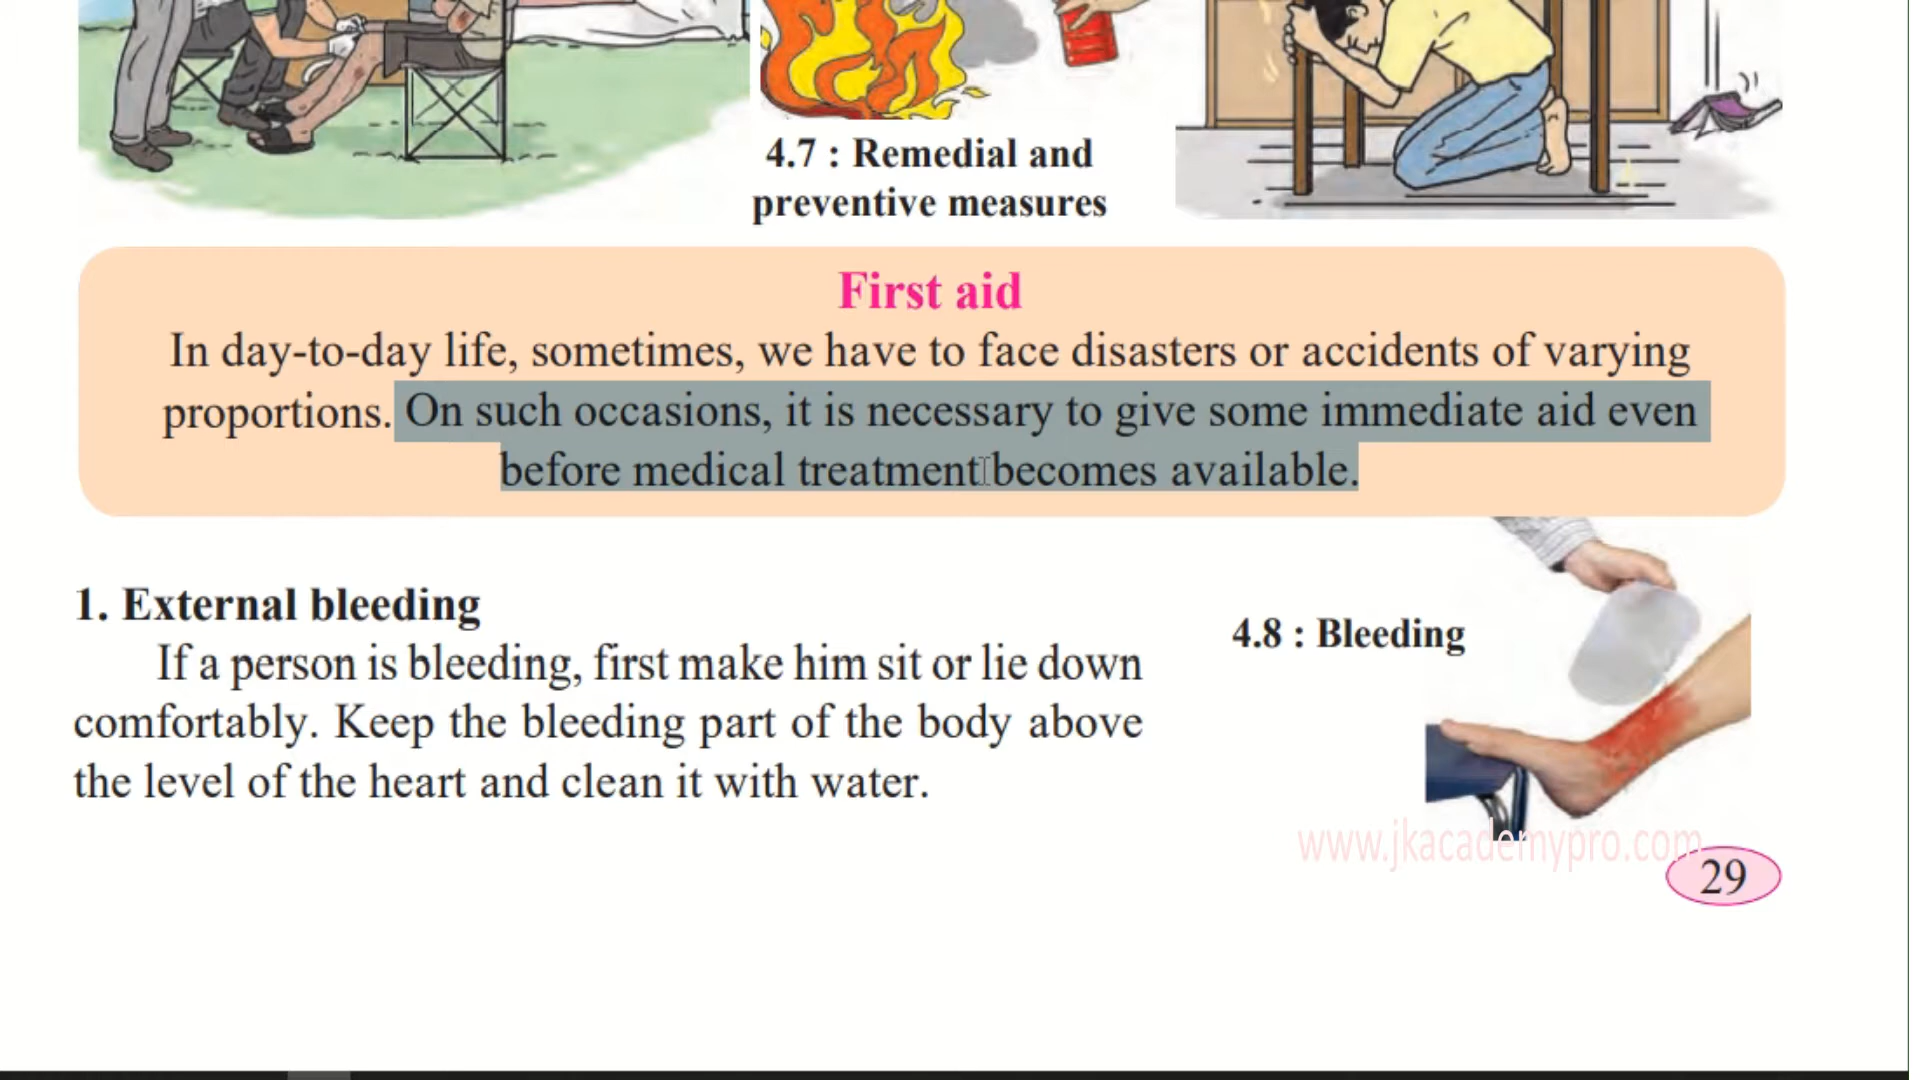 4.7 : Remedial and
preventive measures
First aid
In day-to-day life, sometimes, we have to face disasters or accidents of varying
proportions. On such occasions, it is necessary to give some immediate aid even
before medical treatment becomes available.
1. External bleeding
If a person is bleeding, first make him sit or lie down
comfortably. Keep the bleeding part of the body above
the level of the heart and clean it with water.
4.8 : Bleeding
www.jkacademypro.com
29